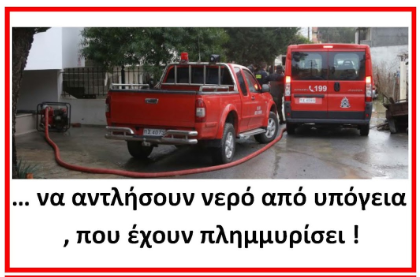 199
... να αντλήσουν νερό από υπόγεια
, που έχουν πλημμυρίσει !